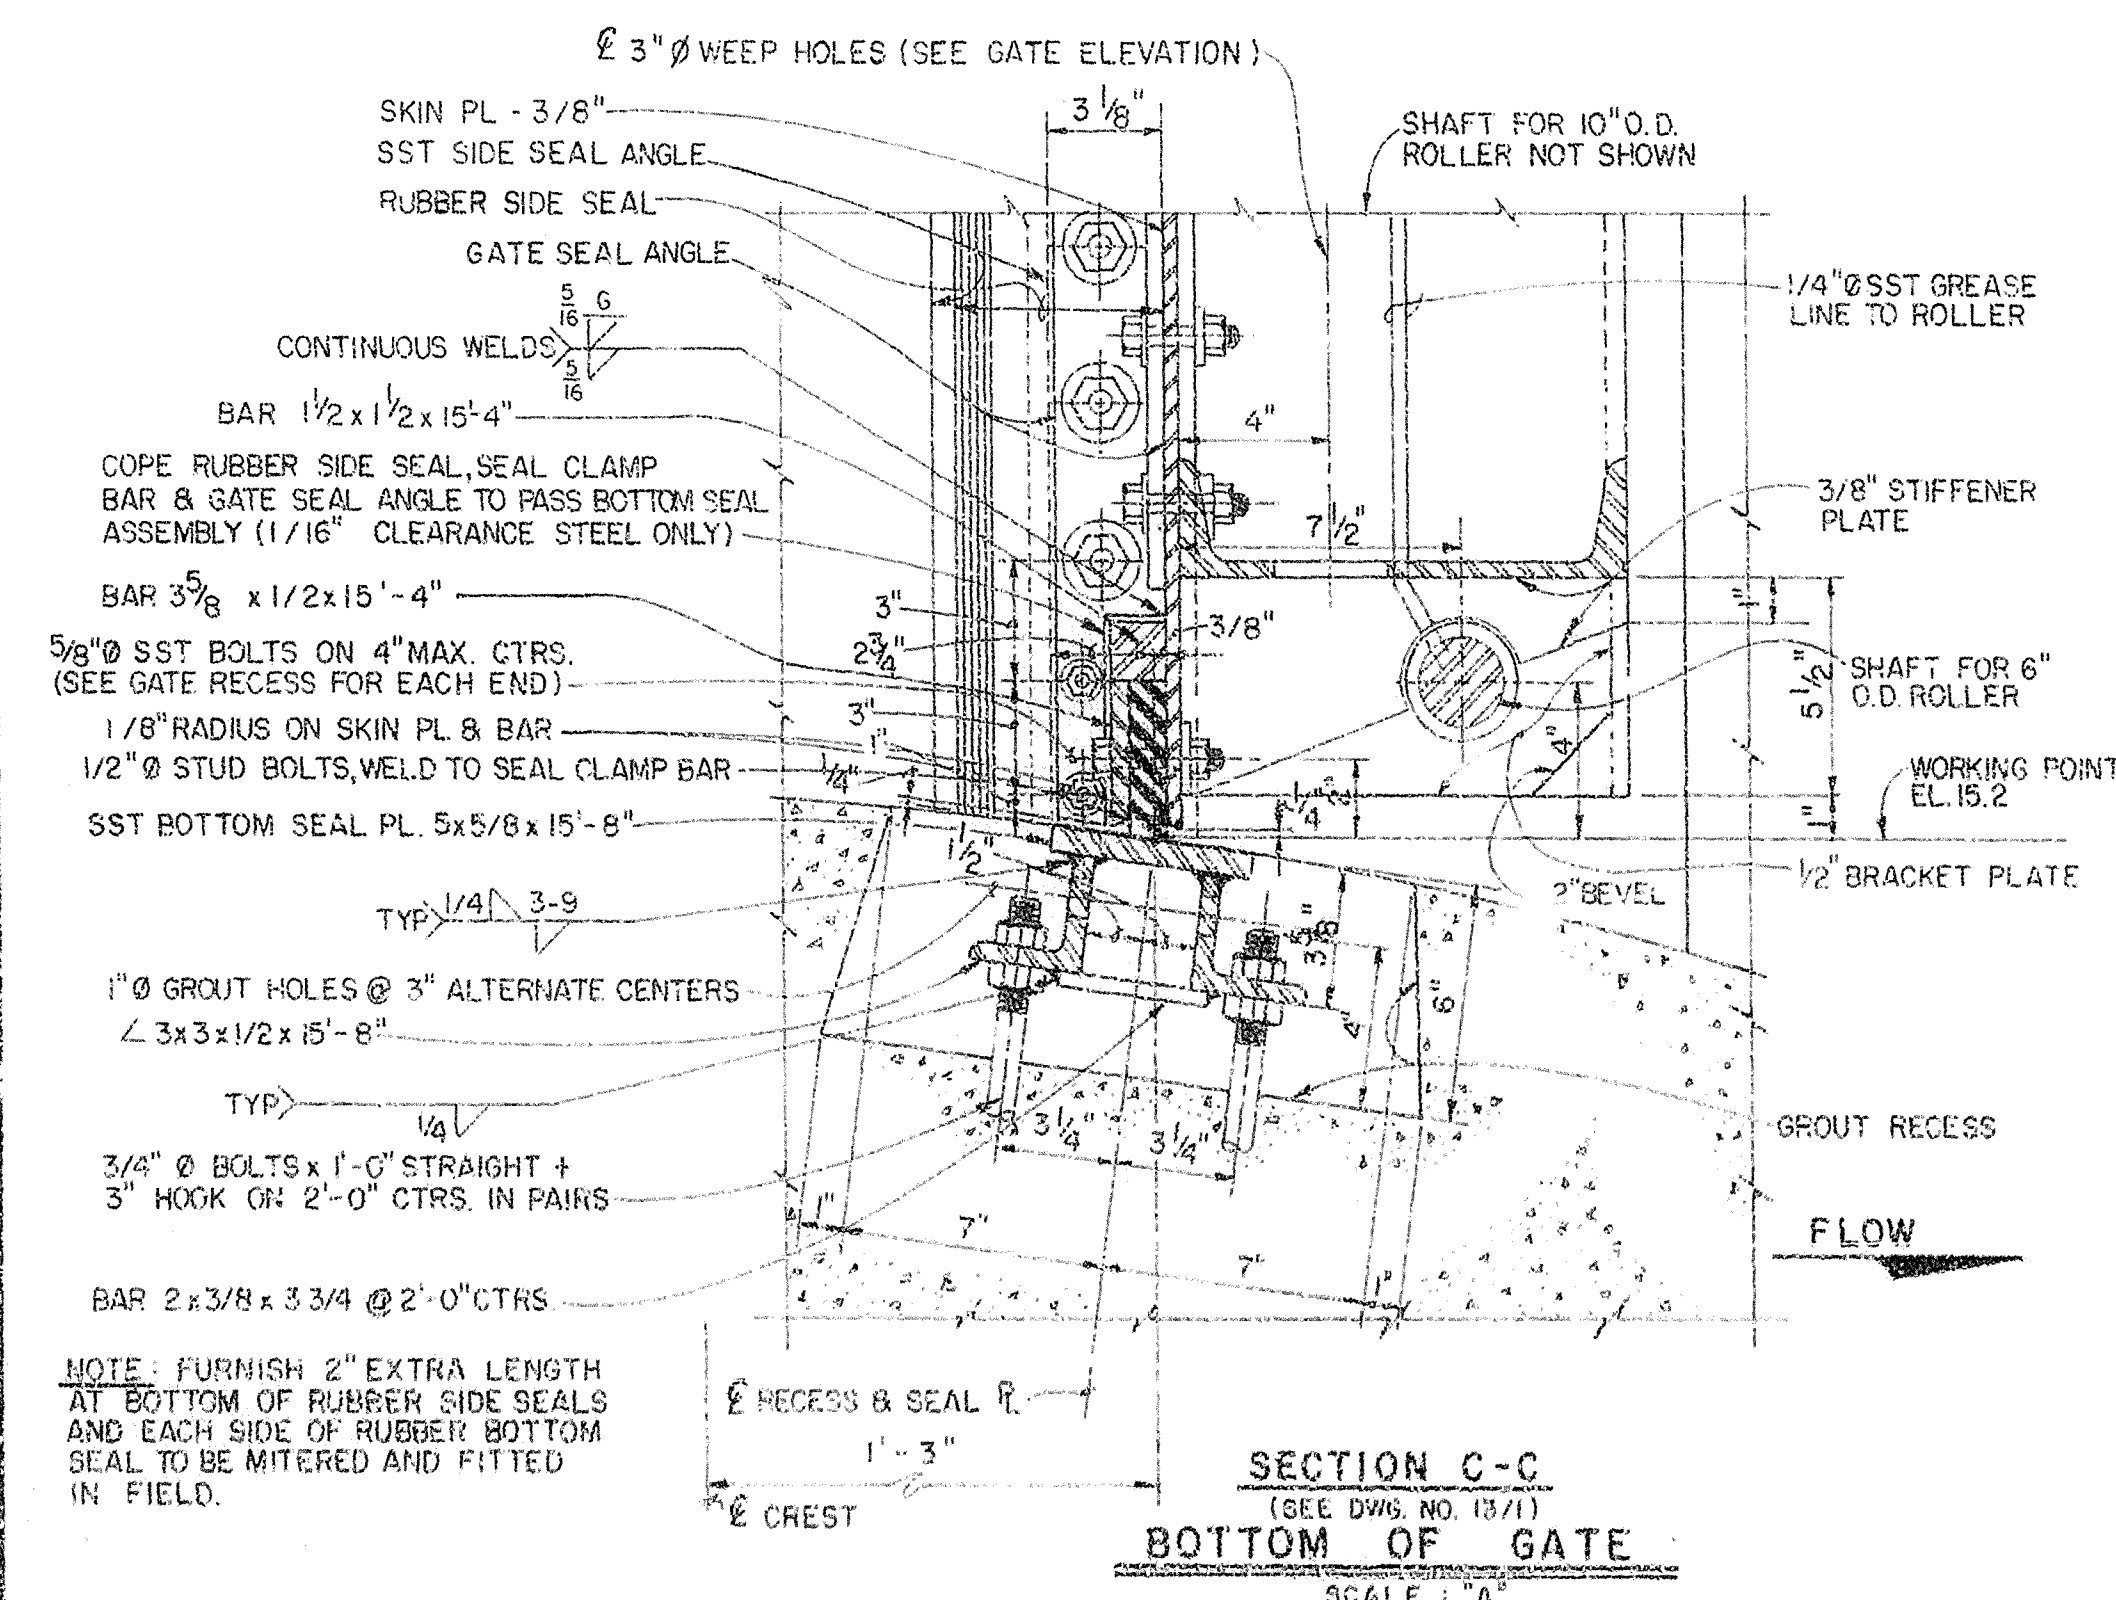 ℄ 3"Ø WEEP HOLES (SEE GATE ELEVATION)
SKIN PL - 3/8"
SST SIDE SEAL ANGLE
RUBBER SIDE SEAL
GATE SEAL ANGLE
5/16 G
CONTINUOUS WELDS
5/16
BAR 1 1/2 x 1 1/2 x 15'-4"
COPE RUBBER SIDE SEAL, SEAL CLAMP
BAR & GATE SEAL ANGLE TO PASS BOTTOM SEAL
ASSEMBLY (1/16" CLEARANCE STEEL ONLY)
BAR 3 5/8 x 1/2 x 15'-4"
5/8"Ø SST BOLTS ON 4" MAX. CTRS.
(SEE GATE RECESS FOR EACH END)
1/8" RADIUS ON SKIN PL. & BAR
1/2"Ø STUD BOLTS, WELD TO SEAL CLAMP BAR
SST BOTTOM SEAL PL. 5x5/8x15'-8"
TYP 1/4 3-9
1"Ø GROUT HOLES @ 3" ALTERNATE CENTERS
∠ 3x3x1/2x15'-8"
TYP 1/4
3/4" Ø BOLTS x 1'-0" STRAIGHT +
3" HOOK ON 2'-0" CTRS. IN PAIRS
BAR 2x3/8x3 3/4 @ 2'-0" CTRS.
NOTE: FURNISH 2" EXTRA LENGTH
AT BOTTOM OF RUBBER SIDE SEALS
AND EACH SIDE OF RUBBER BOTTOM
SEAL TO BE MITERED AND FITTED
IN FIELD.
3 1/8"
4"
7 1/2"
3"
2 3/4"
3/8"
3"
1"
1/4"
1 1/2"
1 1/4"
4"
1"
5 1/2"
1"
3 5/8"
4"
6"
3 1/4"
3 1/4"
1"
7"
7"
1"
SHAFT FOR 10" O.D.
ROLLER NOT SHOWN
1/4"Ø SST GREASE
LINE TO ROLLER
3/8" STIFFENER
PLATE
SHAFT FOR 6"
O.D. ROLLER
WORKING POINT
EL. 15.2
1/2" BRACKET PLATE
2" BEVEL
GROUT RECESS
FLOW
℄ RECESS & SEAL ℄
1'-3"
℄ CREST
SECTION C-C
(SEE DWG. NO. 13/1)
BOTTOM OF GATE
SCALE : "A"